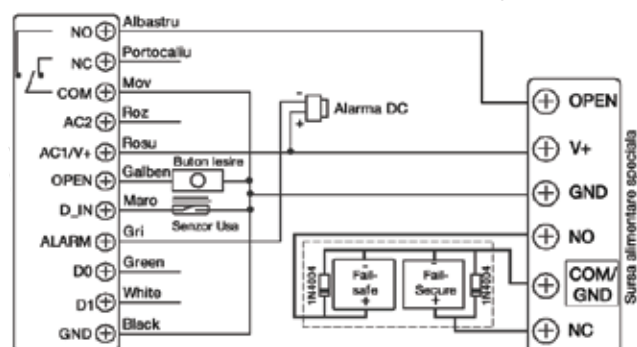 NO Albastru
NC Portocaliu
COM Mov
AC2 Roz
AC1/V+ Rosu
OPEN Galben
Buton Iesire
D_IN Maro
Senzor Usa
ALARM Gri
D0 Green
D1 White
GND Black
- Alarma DC
+
OPEN
V+
GND
NO
COM/
GND
NC
Sursa alimentare speciala
1N4004
-
Fail-
safe
+
-
Fail-
Secure
+
1N4004